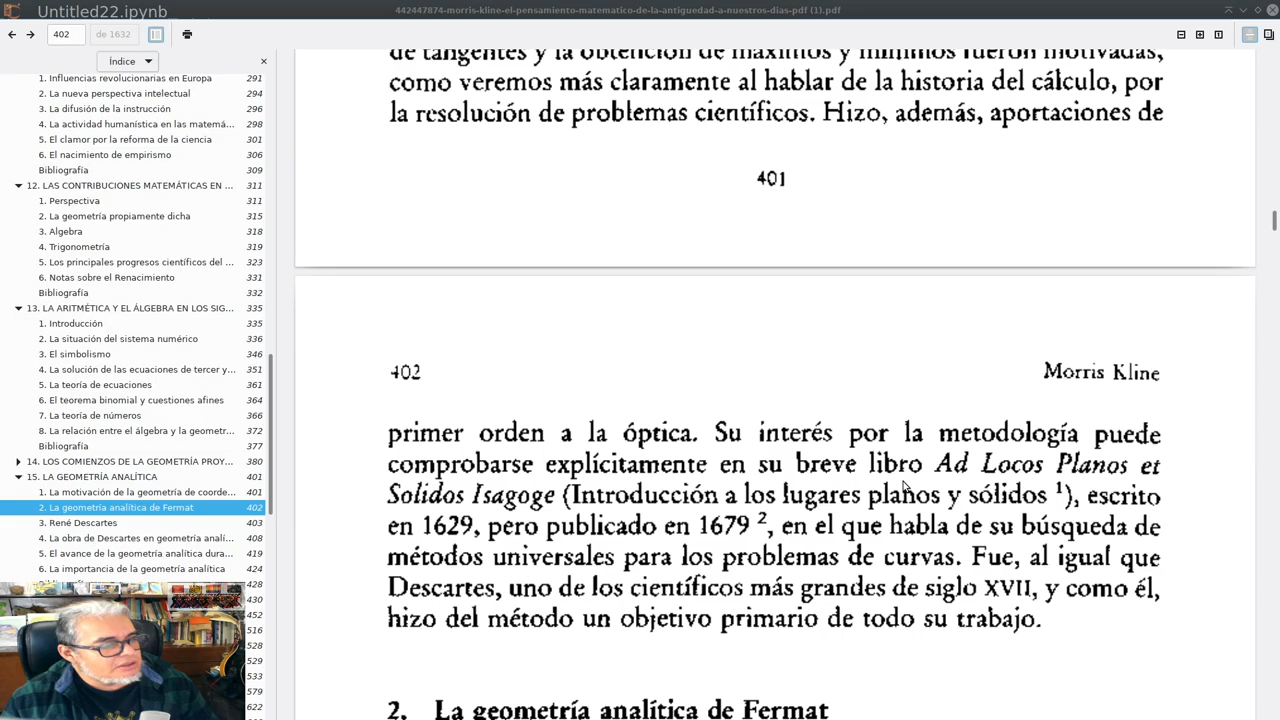 Untitled22.ipynb
442447874-morris-kline-el-pensamiento-matematico-de-la-antiguedad-a-nuestros-dias-pdf (1).pdf
402
de 1632
Índice
1. Influencias revolucionarias en Europa 291
2. La nueva perspectiva intelectual 294
3. La difusión de la instrucción 296
4. La actividad humanística en las matemá... 298
5. El clamor por la reforma de la ciencia 301
6. El nacimiento de empirismo 306
Bibliografía 309
12. LAS CONTRIBUCIONES MATEMÁTICAS EN ... 311
1. Perspectiva 311
2. La geometría propiamente dicha 315
3. Algebra 318
4. Trigonometría 319
5. Los principales progresos científicos del ... 323
6. Notas sobre el Renacimiento 331
Bibliografía 332
13. LA ARITMÉTICA Y EL ÁLGEBRA EN LOS SIG... 335
1. Introducción 335
2. La situación del sistema numérico 336
3. El simbolismo 346
4. La solución de las ecuaciones de tercer y... 351
5. La teoría de ecuaciones 361
6. El teorema binomial y cuestiones afines 364
7. La teoría de números 366
8. La relación entre el álgebra y la geometr... 372
Bibliografía 377
14. LOS COMIENZOS DE LA GEOMETRÍA PROY... 380
15. LA GEOMETRÍA ANALÍTICA 401
1. La motivación de la geometría de coorde... 401
2. La geometría analítica de Fermat 402
3. René Descartes 403
4. La obra de Descartes en geometría analí... 408
5. El avance de la geometría analítica dura... 419
6. La importancia de la geometría analítica 424
428
430
452
516
528
529
533
579
622
de tangentes y la obtención de máximos y mínimos fueron motivadas,
como veremos más claramente al hablar de la historia del cálculo, por
la resolución de problemas científicos. Hizo, además, aportaciones de
401
402 Morris Kline
primer orden a la óptica. Su interés por la metodología puede
comprobarse explícitamente en su breve libro Ad Locos Planos et
Solidos Isagoge (Introducción a los lugares planos y sólidos ¹), escrito
en 1629, pero publicado en 1679 ², en el que habla de su búsqueda de
métodos universales para los problemas de curvas. Fue, al igual que
Descartes, uno de los científicos más grandes de siglo XVII, y como él,
hizo del método un objetivo primario de todo su trabajo.
2. La geometría analítica de Fermat